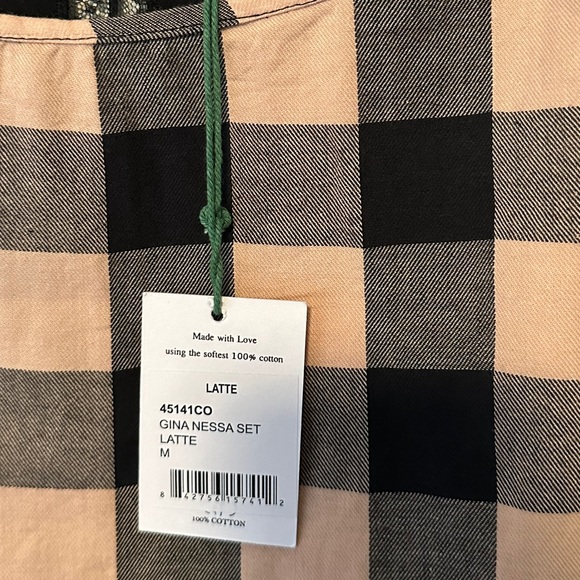 Made with Love
using the softest 100% cotton
LATTE
45141CO
GINA NESSA SET
LATTE
M
8 42756 15741 2
100% COTTON